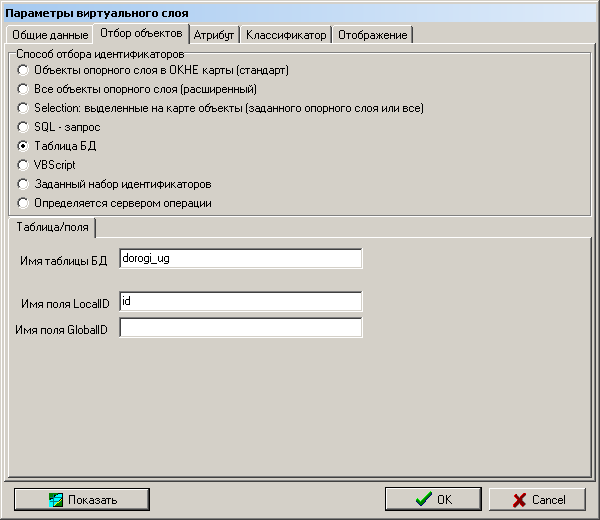 Параметры виртуального слоя
Общие данные Отбор объектов Атрибут Классификатор Отображение
Способ отбора идентификаторов
Объекты опорного слоя в ОКНЕ карты (стандарт)
Все объекты опорного слоя (расширенный)
Selection: выделенные на карте объекты (заданного опорного слоя или все)
SQL - запрос
Таблица БД
VBScript
Заданный набор идентификаторов
Определяется сервером операции
Таблица/поля
Имя таблицы БД dorogi_ug
Имя поля LocalID id
Имя поля GlobalID
Показать OK Cancel